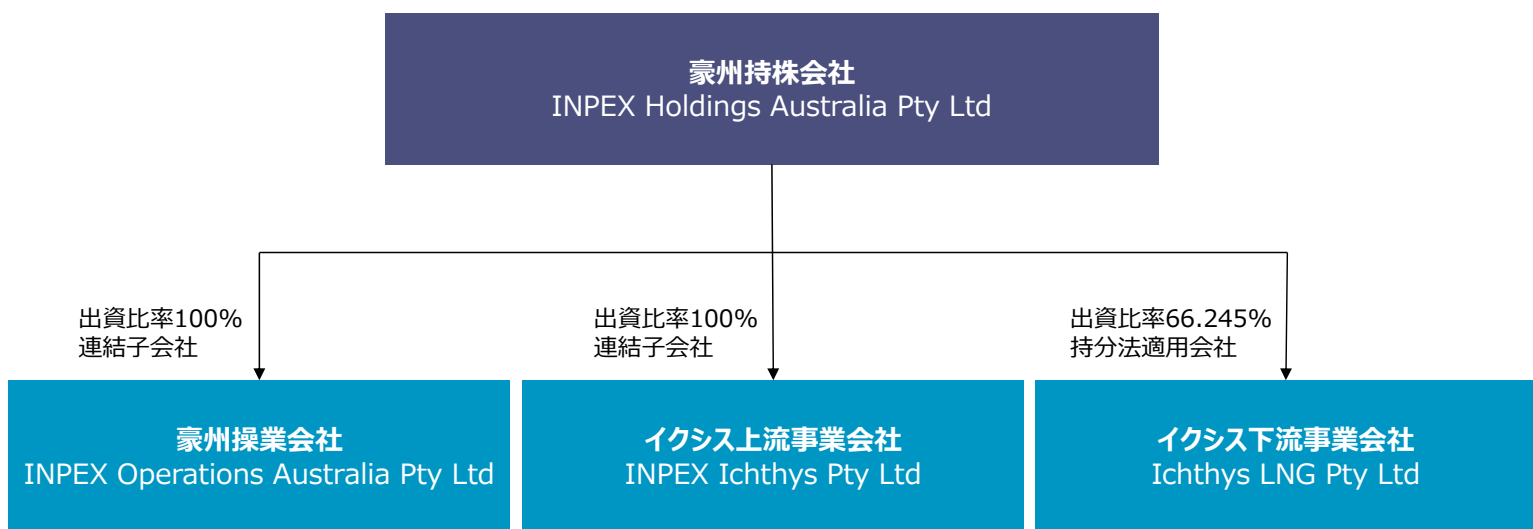 豪州持株会社
INPEX Holdings Australia Pty Ltd
出資比率100%
連結子会社
出資比率100%
連結子会社
出資比率66.245%
持分法適用会社
豪州操業会社
INPEX Operations Australia Pty Ltd
イクシス上流事業会社
INPEX Ichthys Pty Ltd
イクシス下流事業会社
Ichthys LNG Pty Ltd